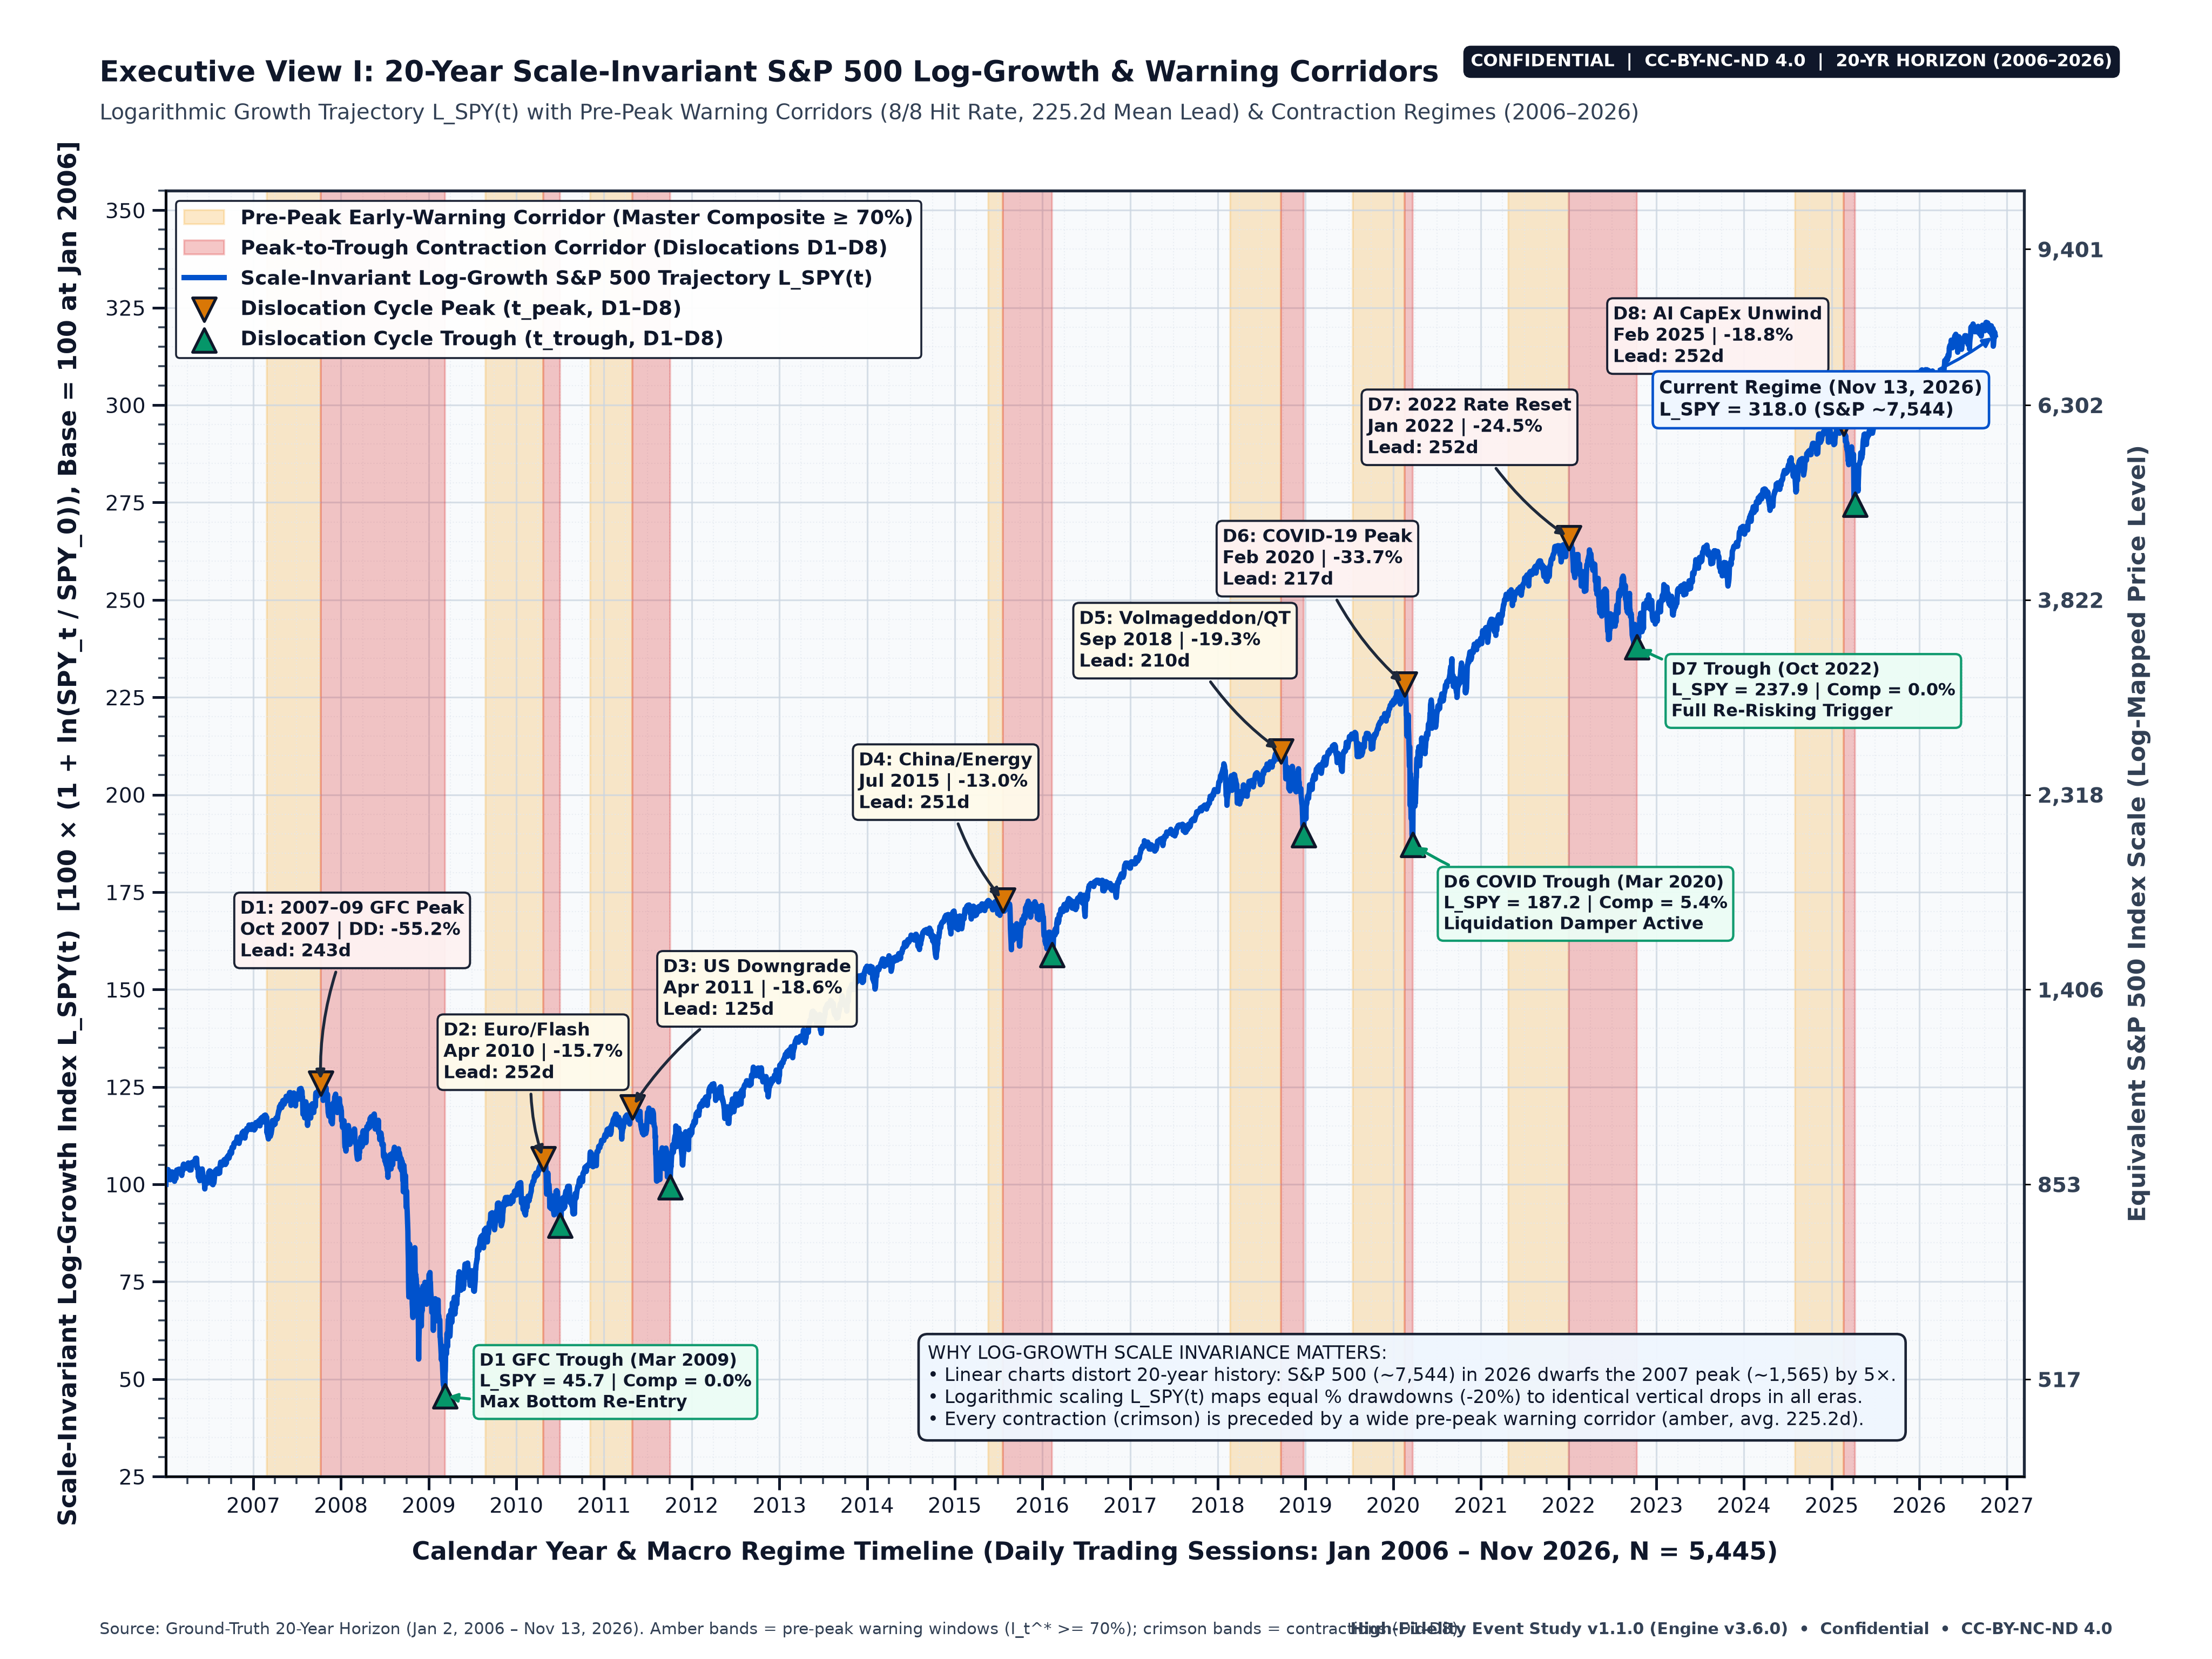 Executive View I: 20-Year Scale-Invariant S&P 500 Log-Growth & Warning Corridors
CONFIDENTIAL | CC-BY-NC-ND 4.0 | 20-YR HORIZON (2006–2026)
Logarithmic Growth Trajectory L_SPY(t) with Pre-Peak Warning Corridors (8/8 Hit Rate, 225.2d Mean Lead) & Contraction Regimes (2006–2026)
Scale-Invariant Log-Growth Index L_SPY(t) [100 × (1 + ln(SPY_t / SPY_0)), Base = 100 at Jan 2006]
350
325
300
275
250
225
200
175
150
125
100
75
50
25
Pre-Peak Early-Warning Corridor (Master Composite ≥ 70%)
Peak-to-Trough Contraction Corridor (Dislocations D1–D8)
Scale-Invariant Log-Growth S&P 500 Trajectory L_SPY(t)
Dislocation Cycle Peak (t_peak, D1–D8)
Dislocation Cycle Trough (t_trough, D1–D8)
D8: AI CapEx Unwind
Feb 2025 | -18.8%
Lead: 252d
Current Regime (Nov 13, 2026)
L_SPY = 318.0 (S&P ~7,544)
D7: 2022 Rate Reset
Jan 2022 | -24.5%
Lead: 252d
D6: COVID-19 Peak
Feb 2020 | -33.7%
Lead: 217d
D5: Volmageddon/QT
Sep 2018 | -19.3%
Lead: 210d
D7 Trough (Oct 2022)
L_SPY = 237.9 | Comp = 0.0%
Full Re-Risking Trigger
D4: China/Energy
Jul 2015 | -13.0%
Lead: 251d
D6 COVID Trough (Mar 2020)
L_SPY = 187.2 | Comp = 5.4%
Liquidation Damper Active
D1: 2007–09 GFC Peak
Oct 2007 | DD: -55.2%
Lead: 243d
D3: US Downgrade
Apr 2011 | -18.6%
Lead: 125d
D2: Euro/Flash
Apr 2010 | -15.7%
Lead: 252d
D1 GFC Trough (Mar 2009)
L_SPY = 45.7 | Comp = 0.0%
Max Bottom Re-Entry
WHY LOG-GROWTH SCALE INVARIANCE MATTERS:
• Linear charts distort 20-year history: S&P 500 (~7,544) in 2026 dwarfs the 2007 peak (~1,565) by 5×.
• Logarithmic scaling L_SPY(t) maps equal % drawdowns (-20%) to identical vertical drops in all eras.
• Every contraction (crimson) is preceded by a wide pre-peak warning corridor (amber, avg. 225.2d).
9,401
6,302
3,822
2,318
1,406
853
517
Equivalent S&P 500 Index Scale (Log-Mapped Price Level)
2007 2008 2009 2010 2011 2012 2013 2014 2015 2016 2017 2018 2019 2020 2021 2022 2023 2024 2025 2026 2027
Calendar Year & Macro Regime Timeline (Daily Trading Sessions: Jan 2006 – Nov 2026, N = 5,445)
Source: Ground-Truth 20-Year Horizon (Jan 2, 2006 – Nov 13, 2026). Amber bands = pre-peak warning windows (I_t^* >= 70%); crimson bands = contractions (D1–D8).
High-Fidelity Event Study v1.1.0 (Engine v3.6.0) • Confidential • CC-BY-NC-ND 4.0